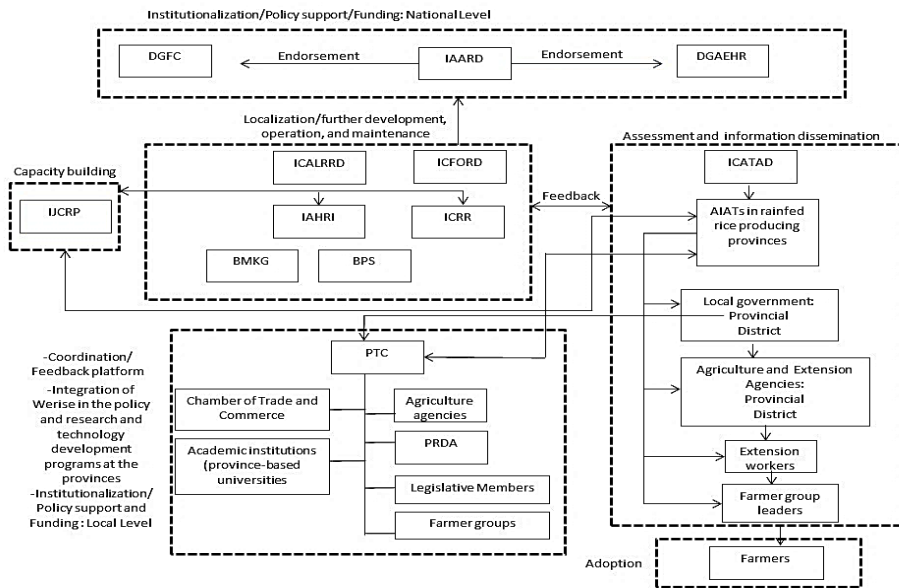 Institutionalization/Policy support/Funding: National Level
DGFC
Endorsement
IAARD
Endorsement
DGAEHR
Localization/further development,
operation, and maintenance
ICALRRD
ICFORD
IAHRI
ICRR
BMKG
BPS
Capacity building
IJCRP
Feedback
Assessment and information dissemination
ICATAD
AIATs in rainfed
rice producing
provinces
Local government:
Provincial
District
Agriculture and Extension
Agencies:
Provincial
District
Extension
workers
Farmer group
leaders
-Coordination/
Feedback platform
-Integration of
Werise in the policy
and research and
technology
development
programs at the
provinces
-Institutionalization/
Policy support and
Funding: Local Level
PTC
Chamber of Trade and
Commerce
Agriculture
agencies
Academic institutions
(province-based
universities
PRDA
Legislative Members
Farmer groups
Adoption
Farmers